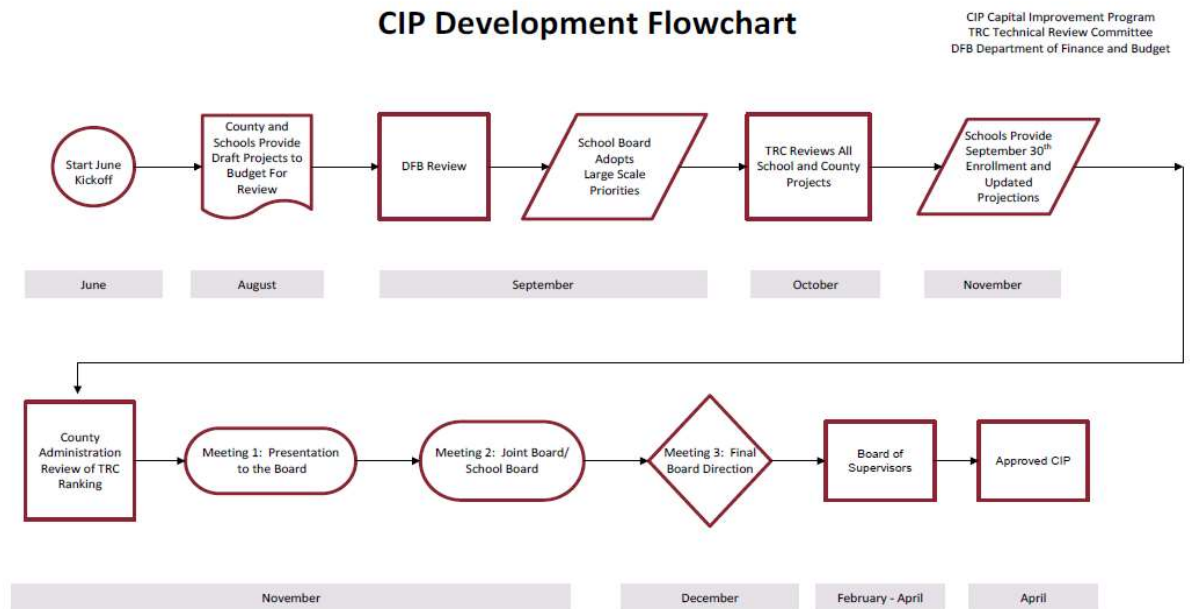 CIP Development Flowchart
CIP Capital Improvement Program
TRC Technical Review Committee
DFB Department of Finance and Budget
Start June
Kickoff
County and
Schools Provide
Draft Projects to
Budget For
Review
DFB Review
School Board
Adopts
Large Scale
Priorities
TRC Reviews All
School and County
Projects
Schools Provide
September 30th
Enrollment and
Updated
Projections
June
August
September
October
November
County
Administration
Review of TRC
Ranking
Meeting 1:  Presentation
to the Board
Meeting 2:  Joint Board/
School Board
Meeting 3:  Final
Board Direction
Board of
Supervisors
Approved CIP
November
December
February - April
April